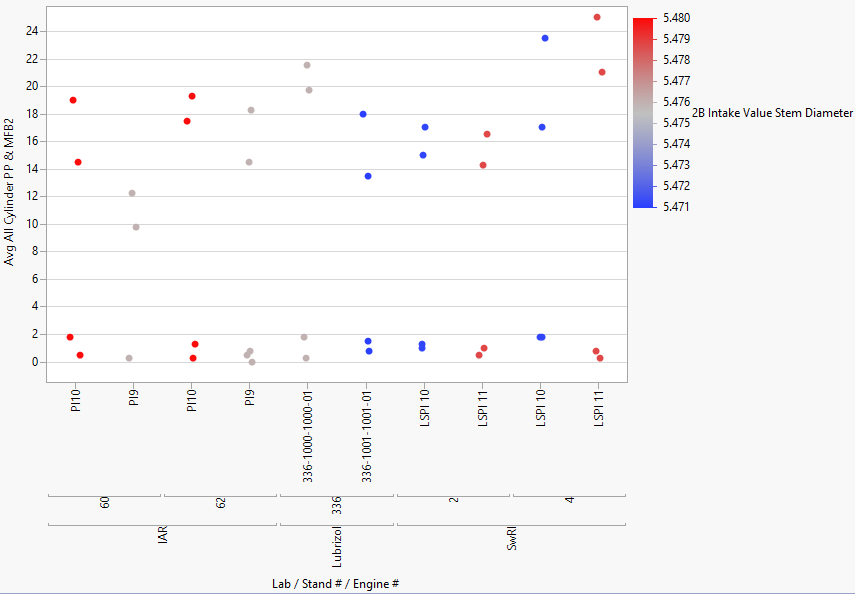 24
22
20
18
16
14
12
10
8
6
4
2
0
Avg All Cylinder PP & MFB2
PI10
PI9
PI10
PI9
336-1000-1000-01
336-1001-1001-01
LSPI 10
LSPI 11
LSPI 10
LSPI 11
60
62
336
2
4
IAR
Lubrizol
SwRI
Lab / Stand # / Engine #
5.480
5.479
5.478
5.477
5.476
5.475
5.474
5.473
5.472
5.471
2B Intake Value Stem Diameter